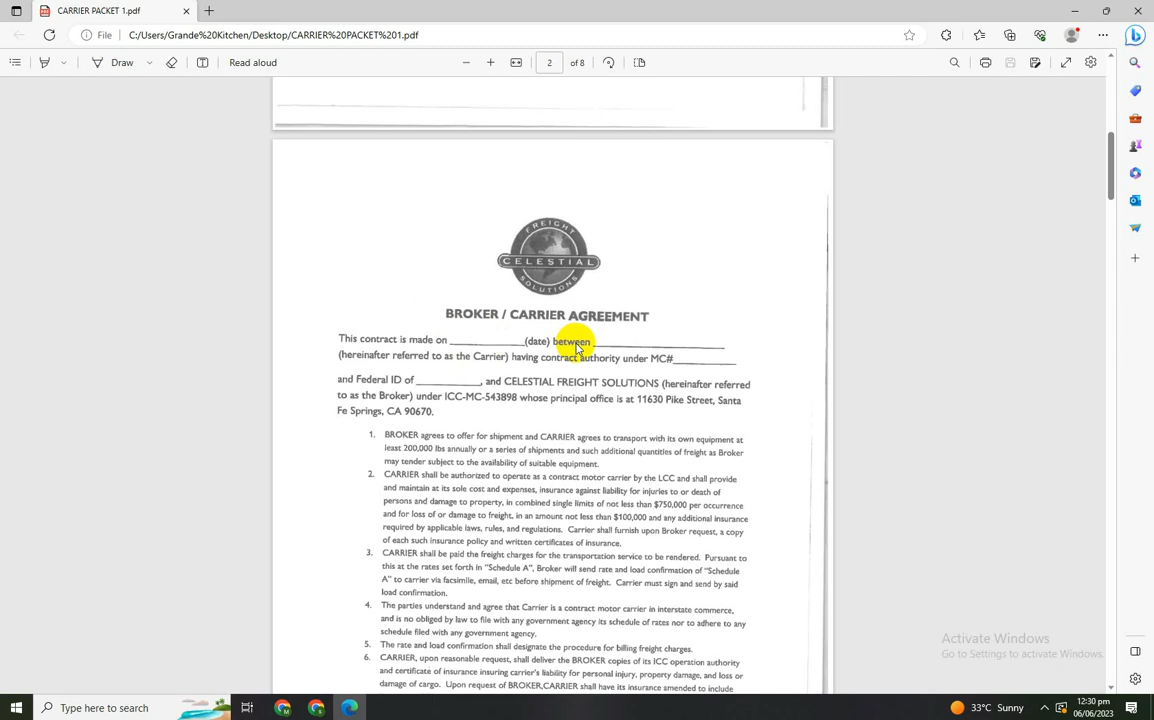 CARRIER PACKET 1.pdf
File
C:/Users/Grande%20Kitchen/Desktop/CARRIER%20PACKET%201.pdf
Draw
Read aloud
2 of 8
FREIGHT
CELESTIAL
SOLUTIONS
BROKER / CARRIER AGREEMENT
This contract is made on ____________(date) between ____________________
(hereinafter referred to as the Carrier) having contract authority under MC#__________
and Federal ID of __________, and CELESTIAL FREIGHT SOLUTIONS (hereinafter referred
to as the Broker) under ICC-MC-543898 whose principal office is at 11630 Pike Street, Santa
Fe Springs, CA 90670.
1. BROKER agrees to offer for shipment and CARRIER agrees to transport with its own equipment at
least 200,000 lbs annually or a series of shipments and such additional quantities of freight as Broker
may tender subject to the availability of suitable equipment.
2. CARRIER shall be authorized to operate as a contract motor carrier by the LCC and shall provide
and maintain at its sole cost and expenses, insurance against liability for injuries to or death of
persons and damage to property, in combined single limits of not less than $750,000 per occurrence
and for loss of or damage to freight, in an amount not less than $100,000 and any additional insurance
required by applicable laws, rules, and regulations. Carrier shall furnish upon Broker request, a copy
of each such insurance policy and written certificates of insurance.
3. CARRIER shall be paid the freight charges for the transportation service to be rendered. Pursuant to
this at the rates set forth in "Schedule A", Broker will send rate and load confirmation of "Schedule
A" to carrier via facsimile, email, etc before shipment of freight. Carrier must sign and send by said
load confirmation.
4. The parties understand and agree that Carrier is a contract motor carrier in interstate commerce,
and is no obliged by law to file with any government agency its schedule of rates nor to adhere to any
schedule filed with any government agency.
5. The rate and load confirmation shall designate the procedure for billing freight charges.
6. CARRIER, upon reasonable request, shall deliver the BROKER copies of its ICC operation authority
and certificate of insurance insuring carrier's liability for personal injury, property damage, and loss or
damage of cargo. Upon request of BROKER,CARRIER shall have its insurance amended to include
Activate Windows
Go to Settings to activate Windows.
Type here to search
33°C Sunny
12:30 pm
06/06/2023